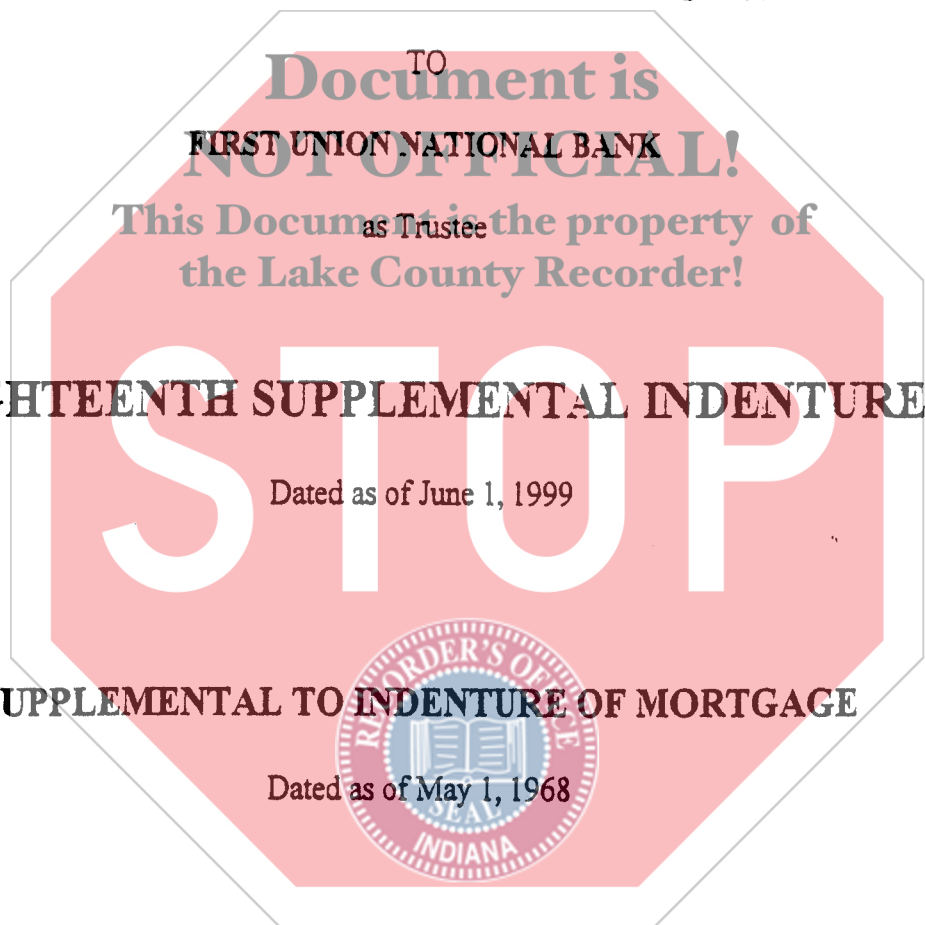 TO
Document is
FIRST UNION NATIONAL BANK
NOT OFFICIAL!
as Trustee
This Document is the property of
the Lake County Recorder!
HTEENTH SUPPLEMENTAL INDENTURE
STOP
Dated as of June 1, 1999
RECORDER'S OFFICE
UPPLEMENTAL TO INDENTURE OF MORTGAGE
Dated as of May 1, 1968
SEAL
INDIANA